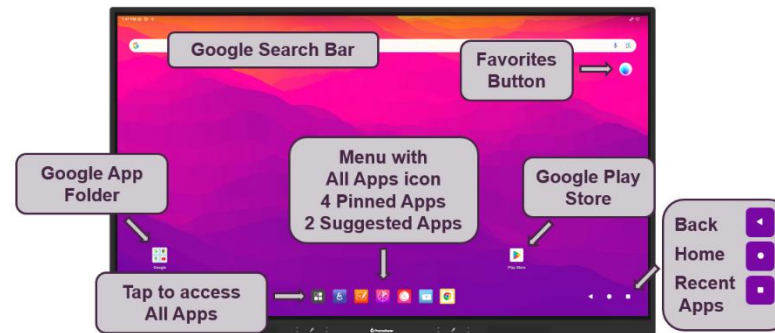 Google Search Bar
Favorites
Button
Menu with
All Apps icon
4 Pinned Apps
2 Suggested Apps
Google App
Folder
Google Play
Store
Back
Home
Recent
Apps
Google
Play Store
Tap to access
All Apps